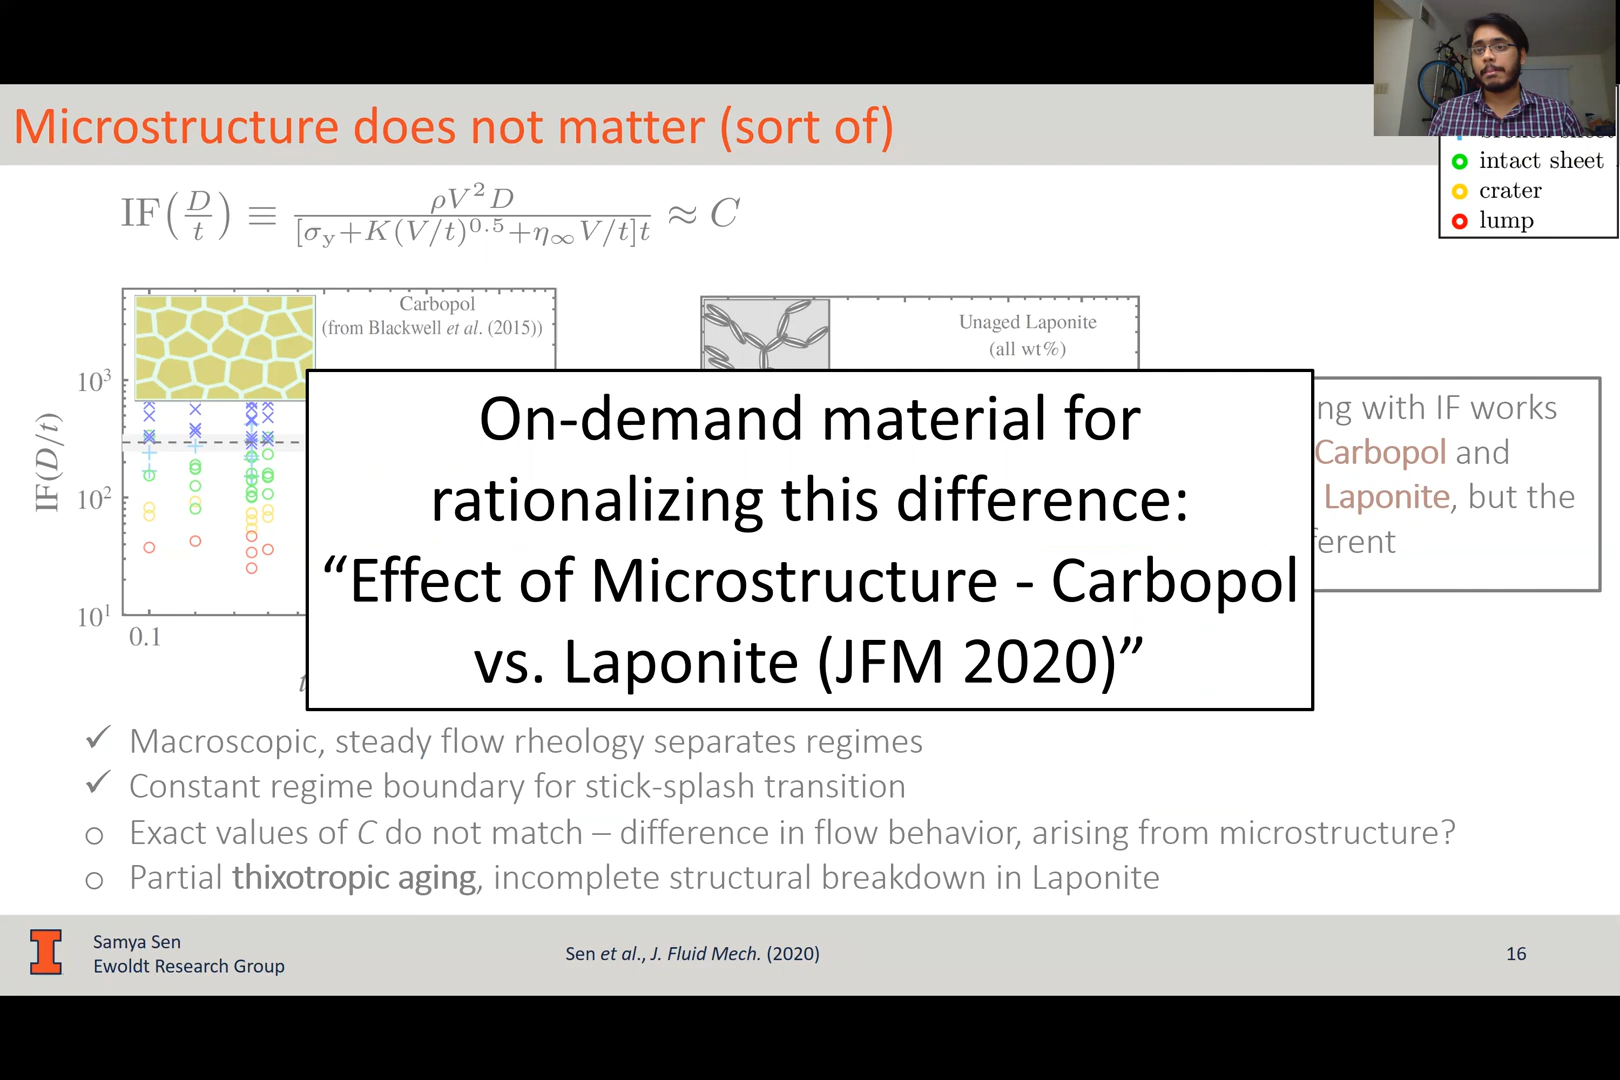 Microstructure does not matter (sort of)
intact sheet
crater
lump
IF(D/t) ≡ ρV²D / [σy+K(V/t)^0.5+η∞V/t]t ≈ C
Carbopol
(from Blackwell et al. (2015))
Unaged Laponite
(all wt%)
IF(D/t)
10³
10²
10¹
0.1
t
On-demand material for
rationalizing this difference:
“Effect of Microstructure - Carbopol
vs. Laponite (JFM 2020)”
ng with IF works
Carbopol and
Laponite, but the
ferent
✓ Macroscopic, steady flow rheology separates regimes
✓ Constant regime boundary for stick-splash transition
o Exact values of C do not match – difference in flow behavior, arising from microstructure?
o Partial thixotropic aging, incomplete structural breakdown in Laponite
I
Samya Sen
Ewoldt Research Group
Sen et al., J. Fluid Mech. (2020)
16